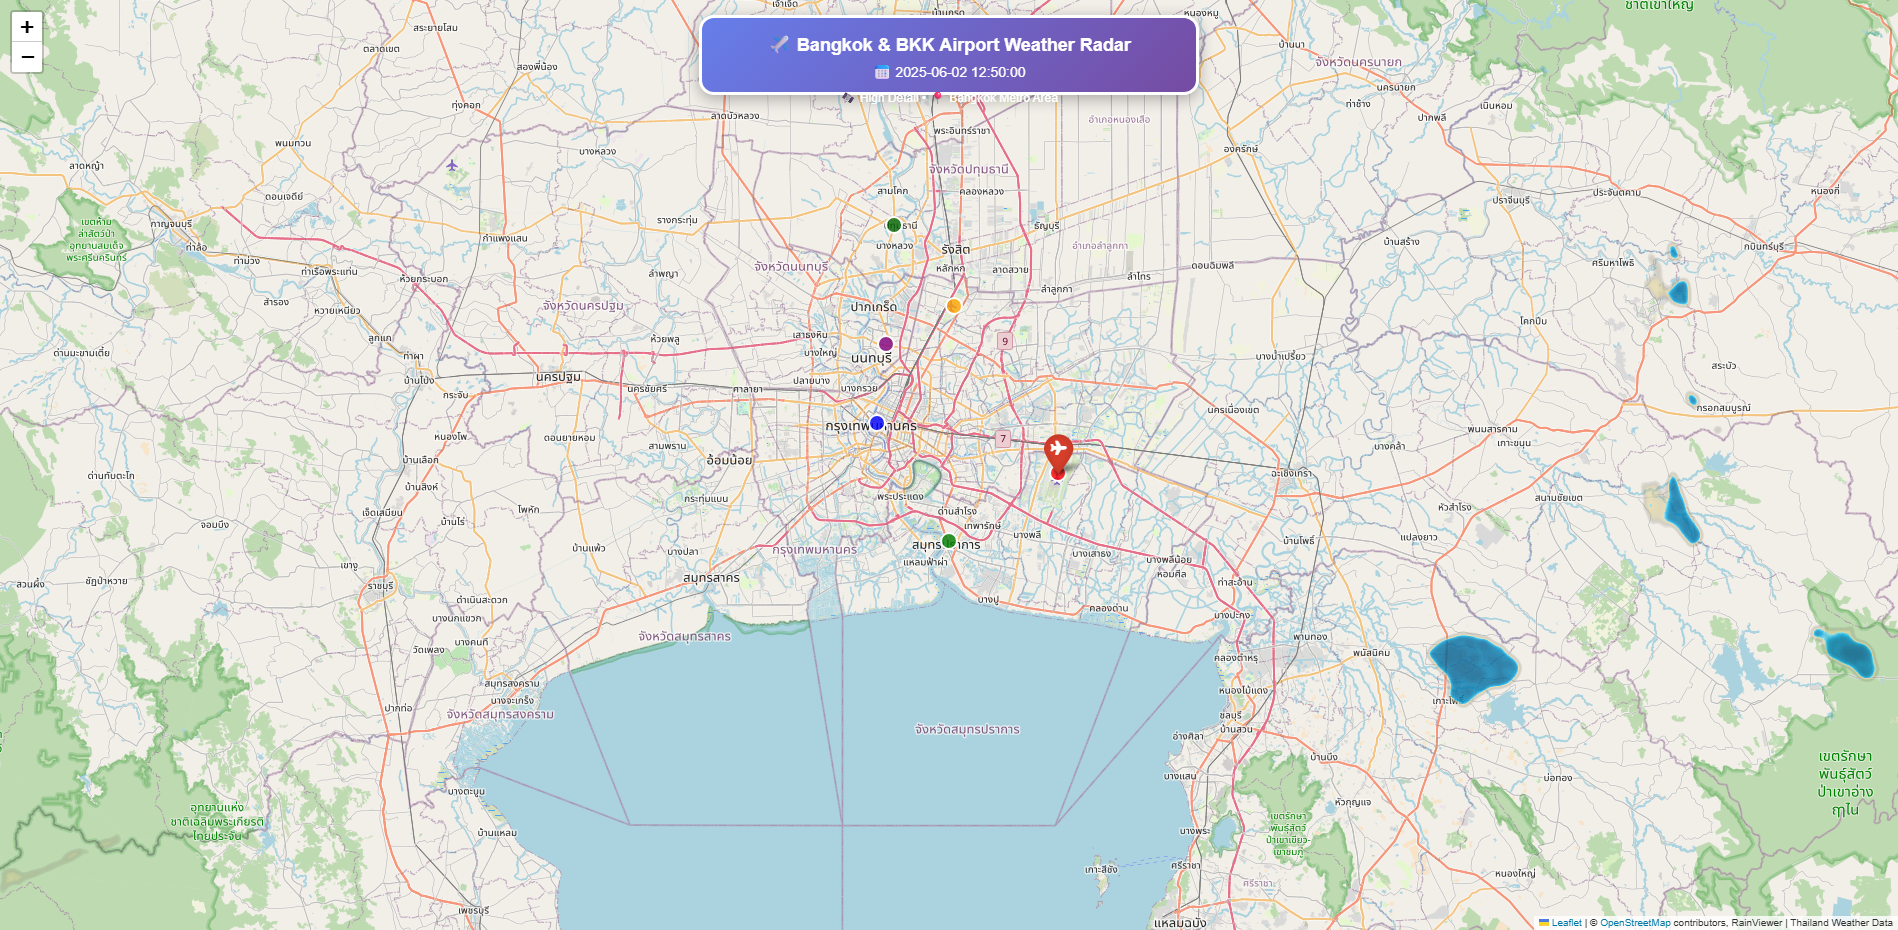 +
−
Bangkok & BKK Airport Weather Radar
2025-06-02 12:50:00
High Detail • Bangkok Metro Area
สระยายโสม
ตลาดเขต
สองพี่น้อง
ทุ่งคอก
พนมทวน
บางหลวง
ลาดหญ้า
ลาดบัวหลวง
พระอินทร์ราชา
อำเภอหนองเสือ
บ้านนา
จังหวัดนครนายก
นครนายก
ท่าช้าง
เนินหอม
ปากพลี
องครักษ์
ประจันตคาม
หนองกี่
ปราจีนบุรี
จังหวัดปทุมธานี
สามโคก
คลองหลวง
ดอนเจดีย์
กาญจนบุรี
ท่าล้อ
ท่าม่วง
ท่าเรือพระแท่น
เขตห้าม
ล่าสัตว์ป่า
อุทยานสมเด็จ
พระศรีนครินทร์
กำแพงแสน
รางกระทุ่ม
บางหลวง
รังสิต
ธัญบุรี
อำเภอลำลูกกา
บ้านสร้าง
กบินทร์บุรี
ศรีมหาโพธิ
ห้วยกระบอก
ลำพญา
จังหวัดนนทบุรี
หลักหก
ลาดสวาย
ลำไทร
ดอนฉิมพลี
ลำลูกกา
สำรอง
หวายเหนียว
จังหวัดนครปฐม
ปากเกร็ด
โคกปีบ
ลูกแก
ห้วยพลู
เสาธงหิน
9
ด่านมะขามเตี้ย
ท่าผา
บางใหญ่
นนทบุรี
บางน้ำเปรี้ยว
สระบัว
บ้านโป่ง
นครปฐม
นครชัยศรี
ศาลายา
ปลายบาง
บางกรวย
กระจับ
นครเนื่องเขต
กรอกสมบูรณ์
หนองโพ
ดอนยายหอม
สามพราน
กรุงเทพมหานคร
7
พนมสารคาม
เกาะขนุน
บางคล้า
บ้านเลือก
อ้อมน้อย
ฉะเชิงเทรา
ด่านทับตะโก
บ้านสิงห์
กระทุ่มแบน
พระประแดง
สนามชัยเขต
หัวสำโรง
จอมบึง
เจ็ดเสมียน
บ้านไร่
ไผ่หัก
ด่านสำโรง
เทพารักษ์
บางพลี
แปลงยาว
บ้านโพธิ์
บ้านแพ้ว
บางปลา
กรุงเทพมหานคร
แหลมฟ้าผ่า
บางเสาธง
บางพลีน้อย
หอมศีล
ท่าสะอ้าน
เขางู
สมุทรสาคร
สวนผึ้ง
ชัฏป่าหวาย
ราชบุรี
ดำเนินสะดวก
บางปู
คลองด่าน
บางปะกง
บางนกแขวก
บางคนที
วัดเพลง
จังหวัดสมุทรสาคร
พานทอง
พนัสนิคม
คลองตำหรุ
สมุทรสงคราม
บางจะเกร็ง
หนองไม้แดง
ปากท่อ
จังหวัดสมุทรสงคราม
จังหวัดสมุทรปราการ
ชลบุรี
บ้านสวน
อ่างศิลา
บ้านบึง
บ่อทอง
บางแสน
บางตะบูน
หัวกุญแจ
เขตรักษา
พันธุ์สัตว์
ป่าเขาอ่าง
ฤาไน
อุทยานแห่ง
ชาติเฉลิมพระเกียรติ
ไทยประจัน
บ้านแหลม
บางพระ
เขตรักษา
พันธุ์สัตว์
ป่าเขาเขียว-
เขาชมภู่
เกาะสีชัง
ศรีราชา
ศรีราชา
หนองใหญ่
เพชรบุรี
แหลมฉบัง
Leaflet | © OpenStreetMap contributors, RainViewer | Thailand Weather Data